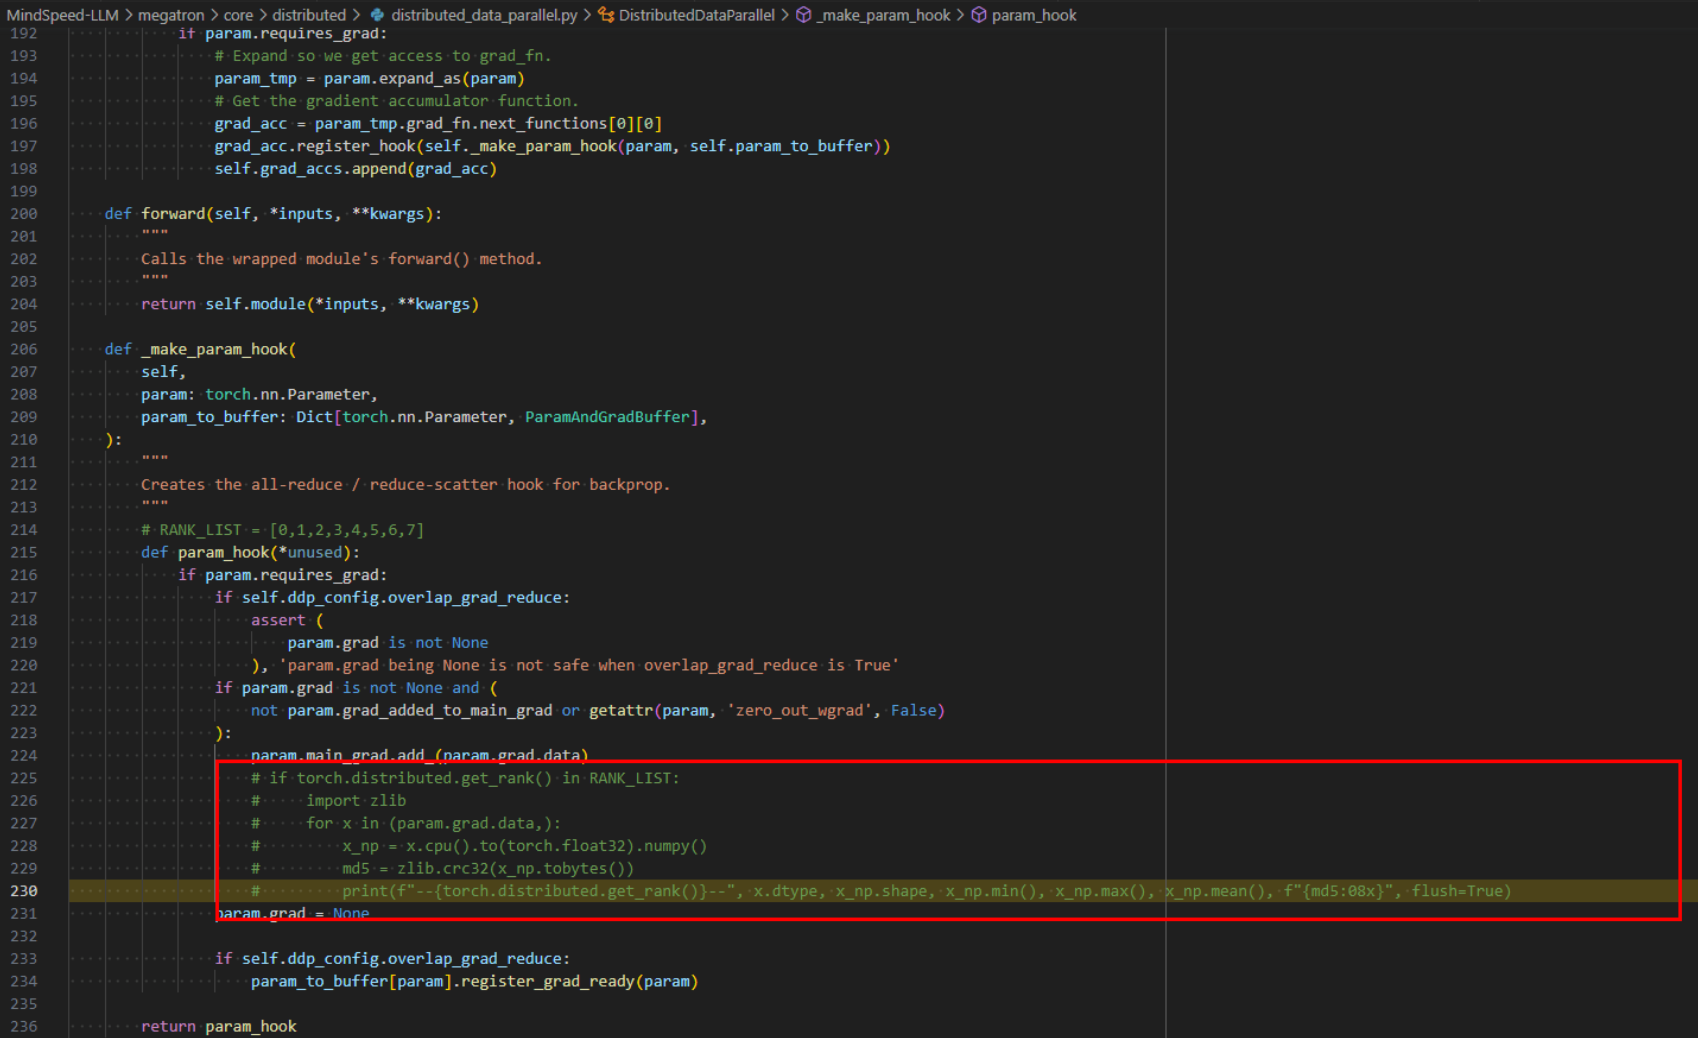 MindSpeed-LLM > megatron > core > distributed > distributed_data_parallel.py > DistributedDataParallel > _make_param_hook > param_hook
192 if param.requires_grad:
193 # Expand so we get access to grad_fn.
194 param_tmp = param.expand_as(param)
195 # Get the gradient accumulator function.
196 grad_acc = param_tmp.grad_fn.next_functions[0][0]
197 grad_acc.register_hook(self._make_param_hook(param, self.param_to_buffer))
198 self.grad_accs.append(grad_acc)
199
200 def forward(self, *inputs, **kwargs):
201 """
202 Calls the wrapped module's forward() method.
203 """
204 return self.module(*inputs, **kwargs)
205
206 def _make_param_hook(
207 self,
208 param: torch.nn.Parameter,
209 param_to_buffer: Dict[torch.nn.Parameter, ParamAndGradBuffer],
210 ):
211 """
212 Creates the all-reduce / reduce-scatter hook for backprop.
213 """
214 # RANK_LIST = [0,1,2,3,4,5,6,7]
215 def param_hook(*unused):
216 if param.requires_grad:
217 if self.ddp_config.overlap_grad_reduce:
218 assert (
219 param.grad is not None
220 ), 'param.grad being None is not safe when overlap_grad_reduce is True'
221 if param.grad is not None and (
222 not param.grad_added_to_main_grad or getattr(param, 'zero_out_wgrad', False)
223 ):
224 param.main_grad.add_(param.grad.data)
225 # if torch.distributed.get_rank() in RANK_LIST:
226 # import zlib
227 # for x in (param.grad.data,):
228 # x_np = x.cpu().to(torch.float32).numpy()
229 # md5 = zlib.crc32(x_np.tobytes())
230 # print(f"--{torch.distributed.get_rank()}--", x.dtype, x_np.shape, x_np.min(), x_np.max(), x_np.mean(), f"{md5:08x}", flush=True)
231 param.grad = None
232
233 if self.ddp_config.overlap_grad_reduce:
234 param_to_buffer[param].register_grad_ready(param)
235
236 return param_hook